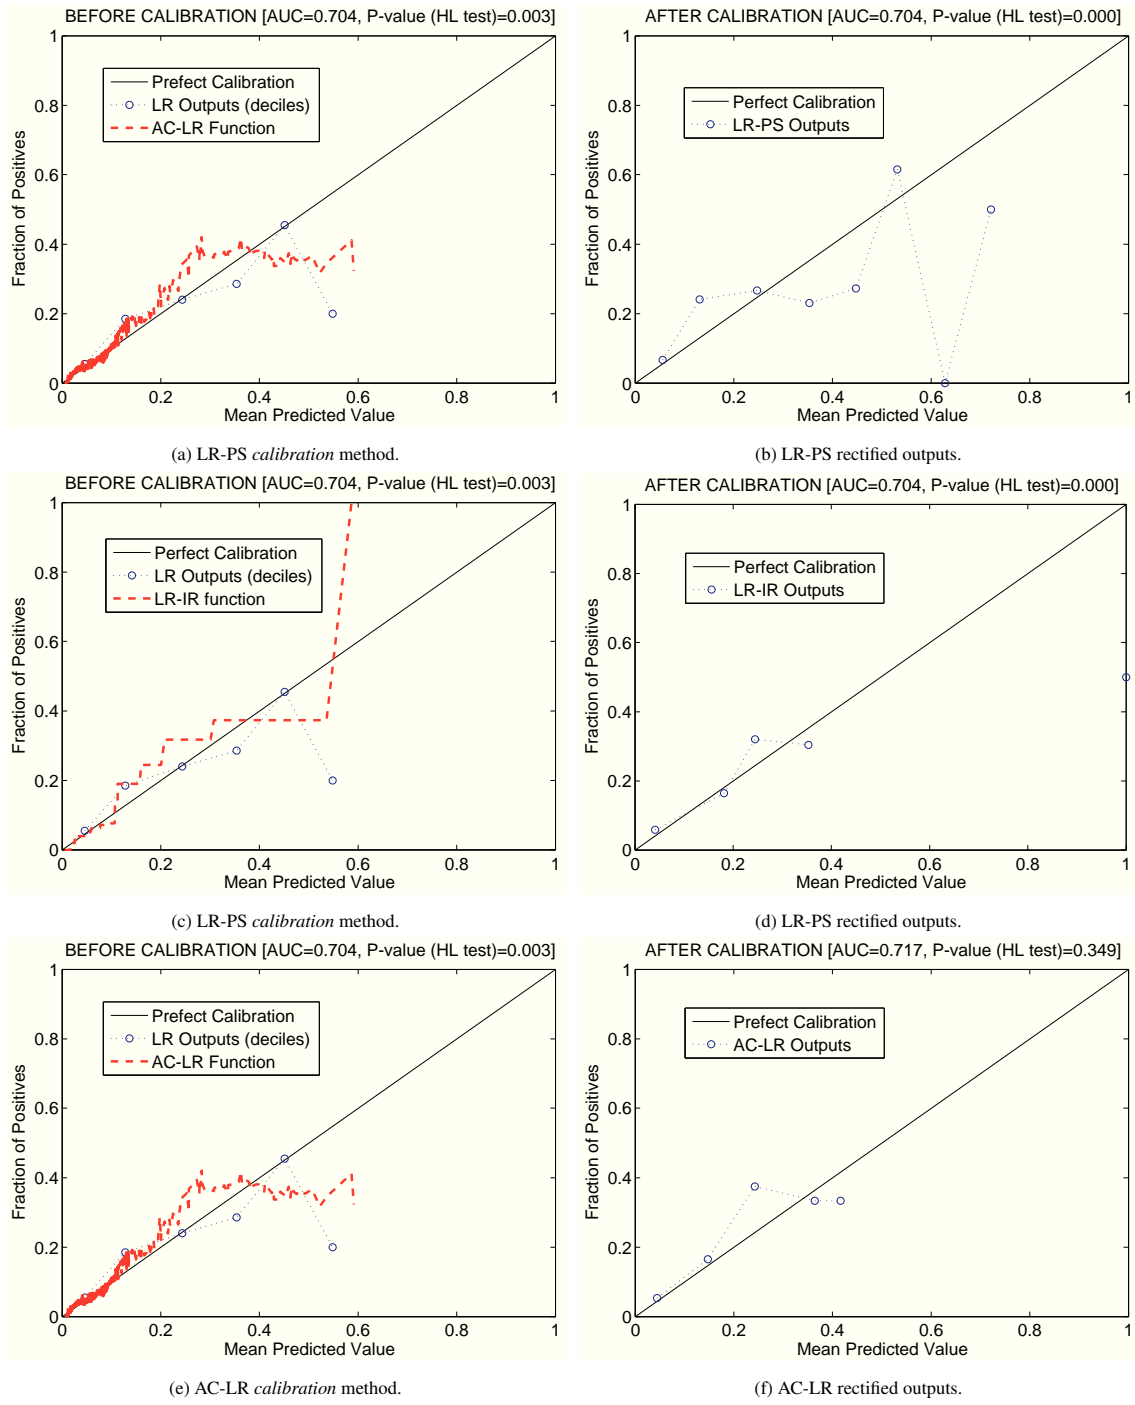 BEFORE CALIBRATION [AUC=0.704, P-value (HL test)=0.003]
1
0.8
0.6
0.4
0.2
0
Fraction of Positives
Prefect Calibration
LR Outputs (deciles)
AC-LR Function
0 0.2 0.4 0.6 0.8 1
Mean Predicted Value
(a) LR-PS calibration method.
AFTER CALIBRATION [AUC=0.704, P-value (HL test)=0.000]
1
0.8
0.6
0.4
0.2
0
Fraction of Positives
Perfect Calibration
LR-PS Outputs
0 0.2 0.4 0.6 0.8 1
Mean Predicted Value
(b) LR-PS rectified outputs.
BEFORE CALIBRATION [AUC=0.704, P-value (HL test)=0.003]
1
0.8
0.6
0.4
0.2
0
Fraction of Positives
Perfect Calibration
LR Outputs (deciles)
LR-IR function
0 0.2 0.4 0.6 0.8 1
Mean Predicted Value
(c) LR-PS calibration method.
AFTER CALIBRATION [AUC=0.704, P-value (HL test)=0.000]
1
0.8
0.6
0.4
0.2
0
Fraction of Positives
Perfect Calibration
LR-IR Outputs
0 0.2 0.4 0.6 0.8 1
Mean Predicted Value
(d) LR-PS rectified outputs.
BEFORE CALIBRATION [AUC=0.704, P-value (HL test)=0.003]
1
0.8
0.6
0.4
0.2
0
Fraction of Positives
Prefect Calibration
LR Outputs (deciles)
AC-LR Function
0 0.2 0.4 0.6 0.8 1
Mean Predicted Value
(e) AC-LR calibration method.
AFTER CALIBRATION [AUC=0.717, P-value (HL test)=0.349]
1
0.8
0.6
0.4
0.2
0
Fraction of Positives
Prefect Calibration
AC-LR Outputs
0 0.2 0.4 0.6 0.8 1
Mean Predicted Value
(f) AC-LR rectified outputs.